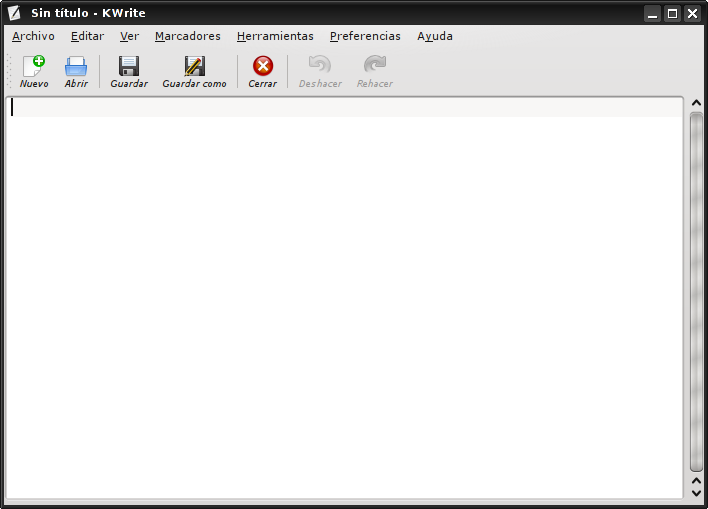 Sin título - KWrite
Archivo Editar Ver Marcadores Herramientas Preferencias Ayuda
Nuevo Abrir Guardar Guardar como Cerrar Deshacer Rehacer